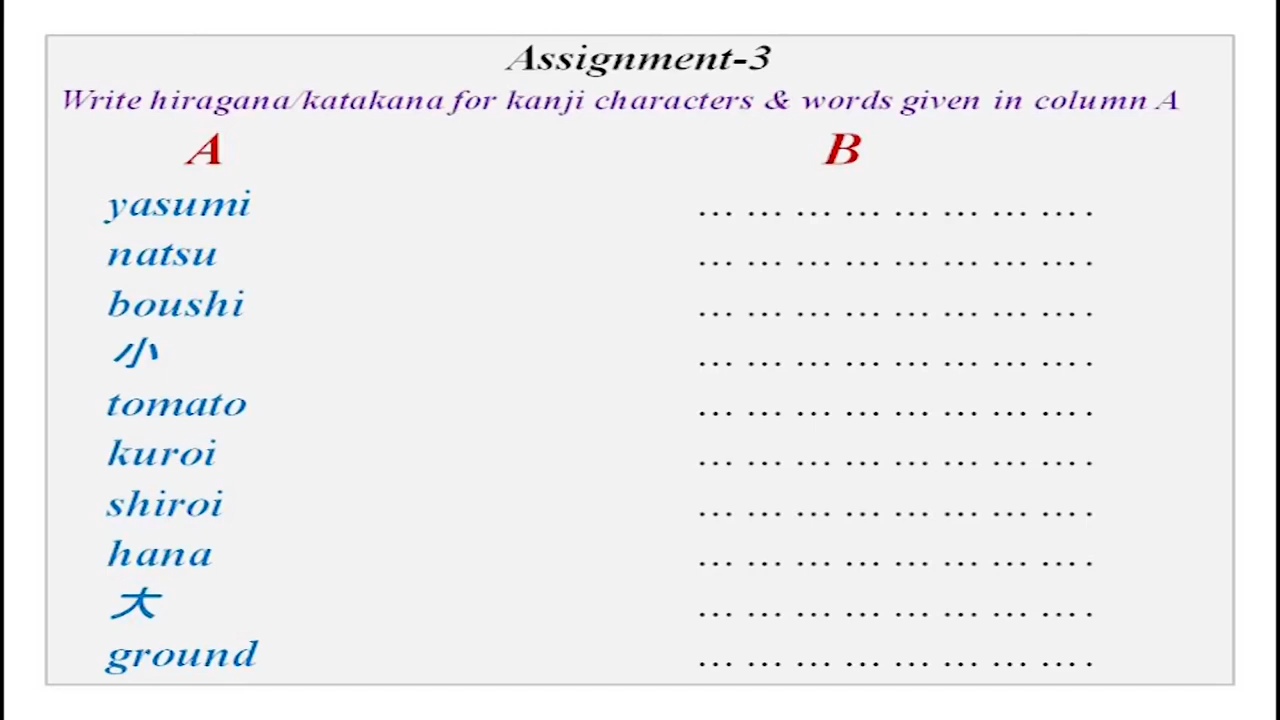 Assignment-3
Write hiragana/katakana for kanji characters & words given in column A
A B
yasumi ... ... ... ... ... ... ... ....
natsu ... ... ... ... ... ... ... ....
boushi ... ... ... ... ... ... ... ....
小 ... ... ... ... ... ... ... ....
tomato ... ... ... ... ... ... ... ....
kuroi ... ... ... ... ... ... ... ....
shiroi ... ... ... ... ... ... ... ....
hana ... ... ... ... ... ... ... ....
大 ... ... ... ... ... ... ... ....
ground ... ... ... ... ... ... ... ....